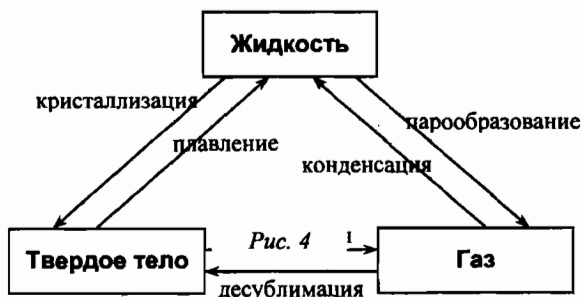 Жидкость
кристаллизация
плавление
парообразование
конденсация
Твердое тело
Рис. 4
Газ
десублимация